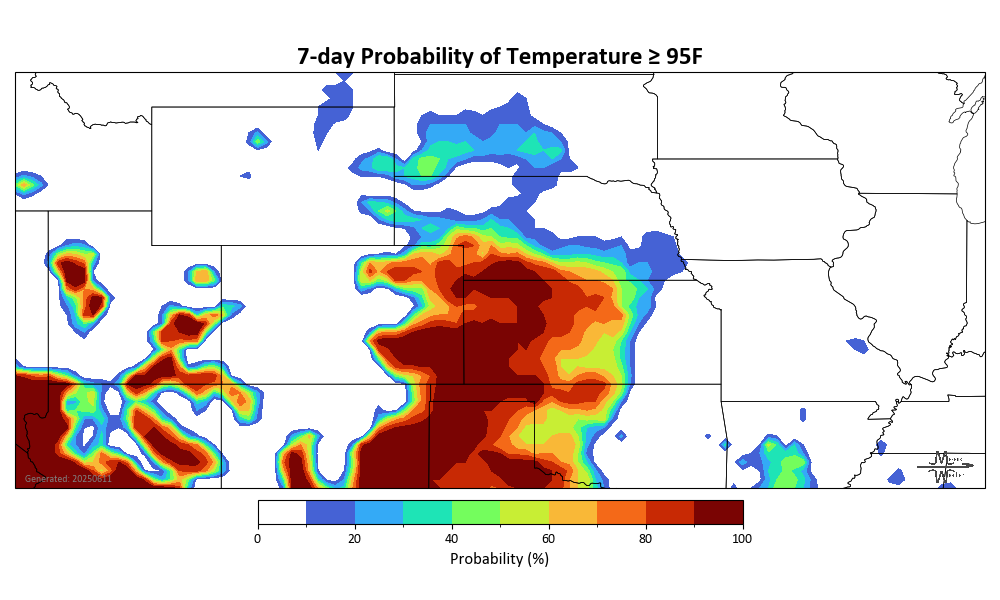 7-day Probability of Temperature ≥ 95F
Generated: 20250811
0 20 40 60 80 100
Probability (%)